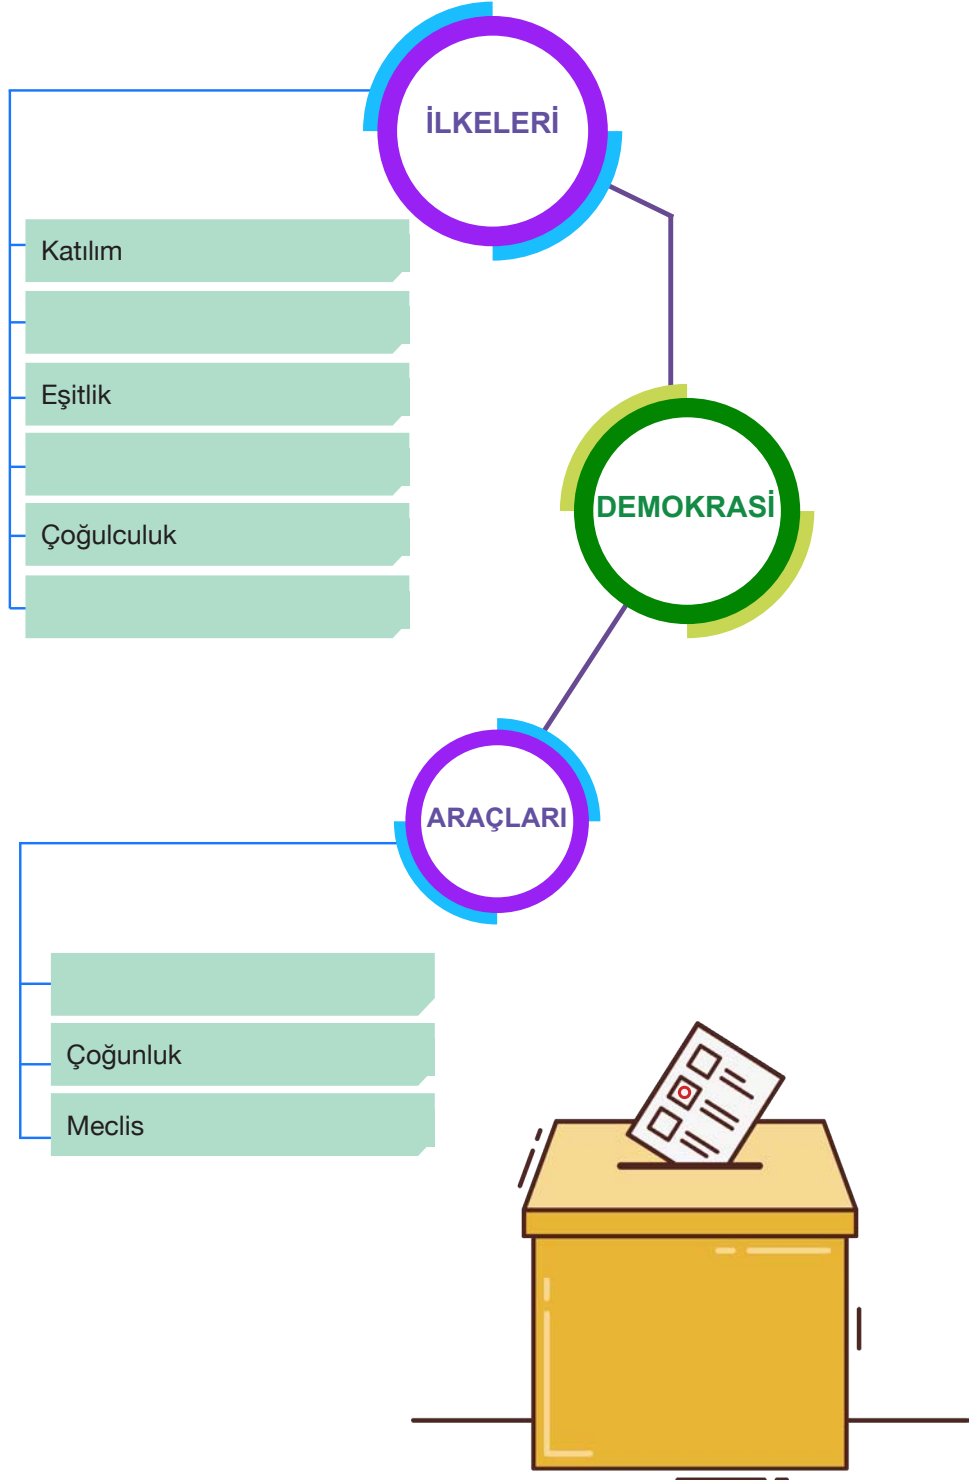 İLKELERİ
Katılım
Eşitlik
Çoğulculuk
DEMOKRASİ
ARAÇLARI
Çoğunluk
Meclis